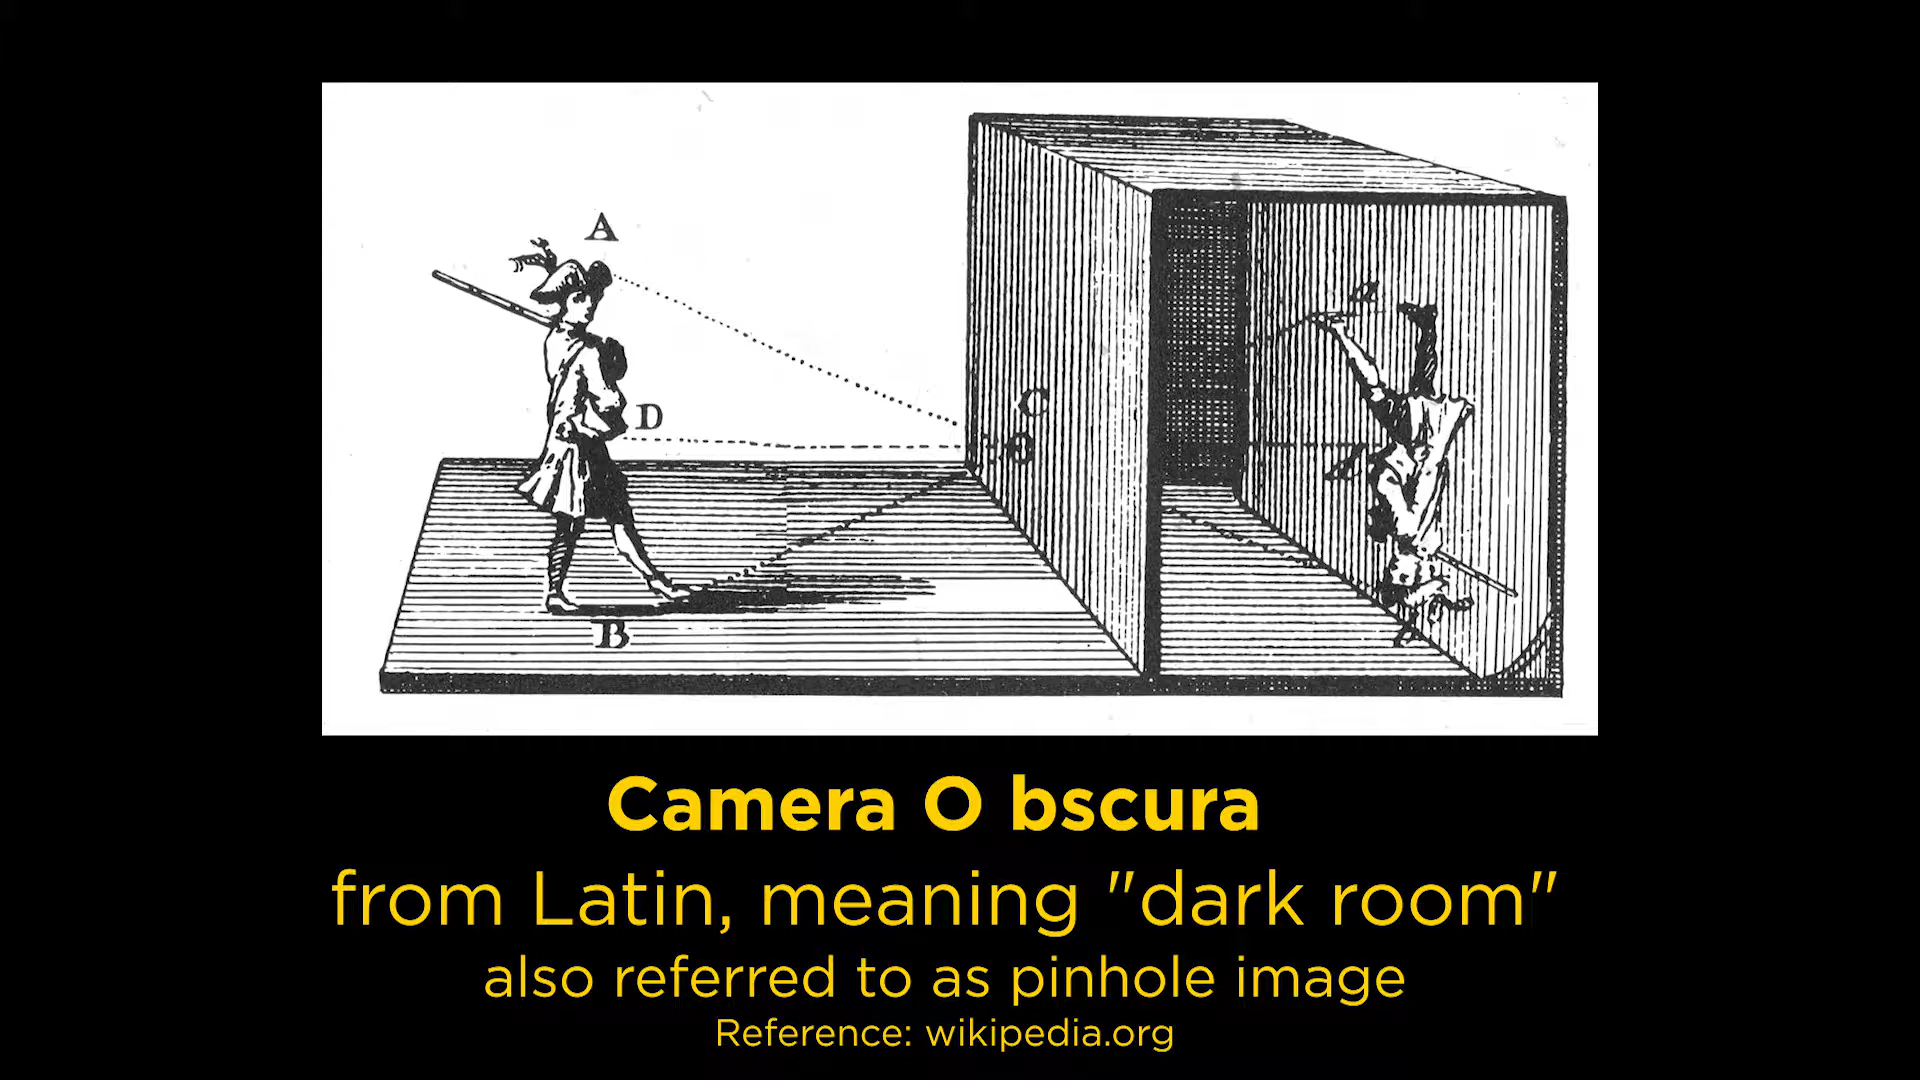 A
D
C
B
a
Camera O bscura
from Latin, meaning "dark room"
also referred to as pinhole image
Reference: wikipedia.org